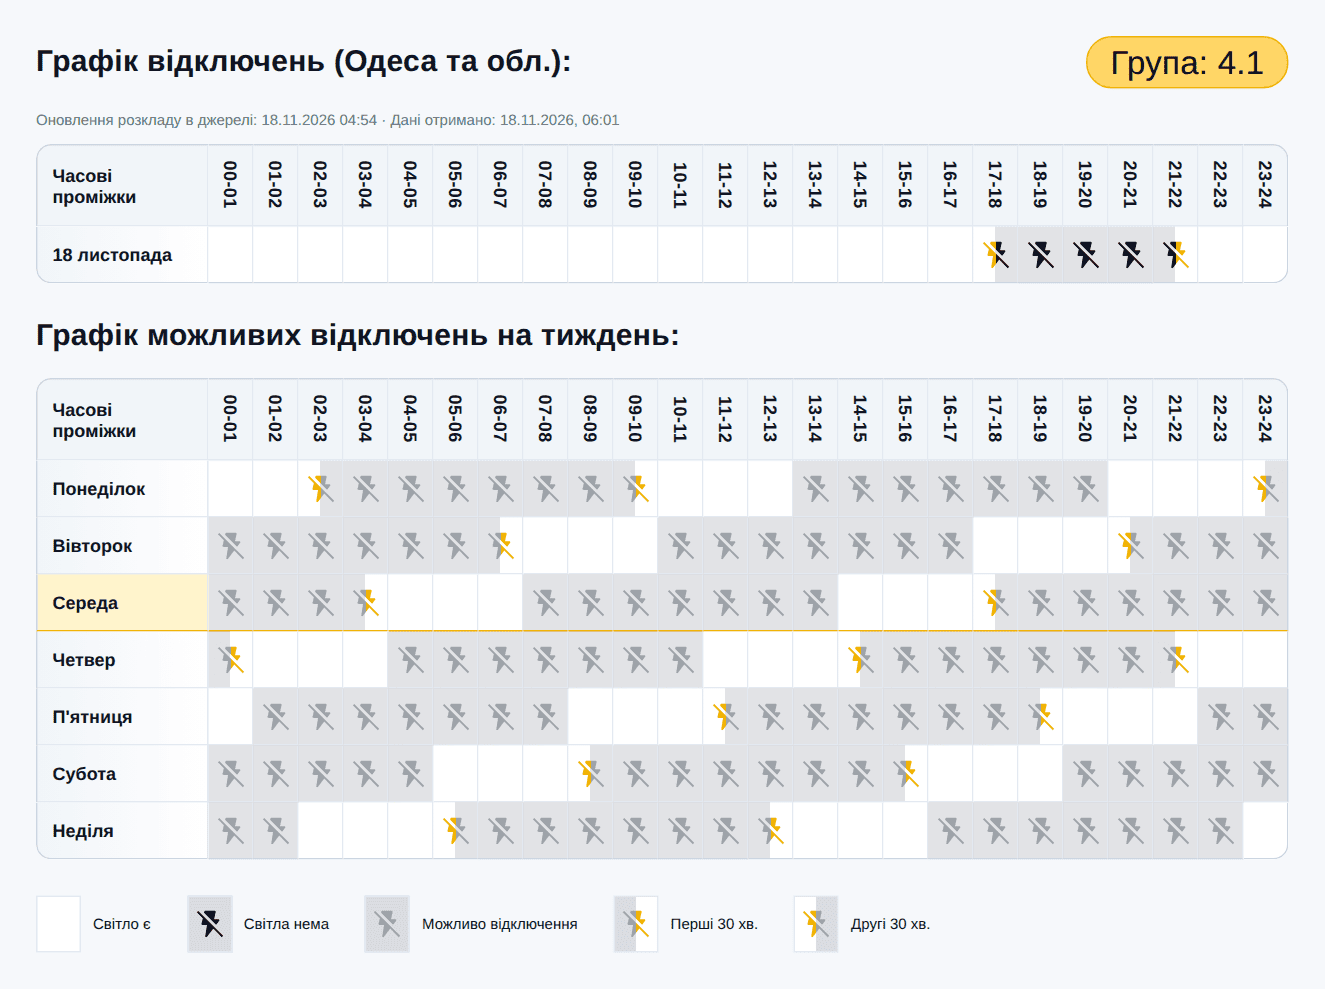 Графік відключень (Одеса та обл.):
Група: 4.1
Оновлення розкладу в джерелі: 18.11.2026 04:54 · Дані отримано: 18.11.2026, 06:01
Часові
проміжки
00-01 01-02 02-03 03-04 04-05 05-06 06-07 07-08 08-09 09-10 10-11 11-12 12-13 13-14 14-15 15-16 16-17 17-18 18-19 19-20 20-21 21-22 22-23 23-24
18 листопада
Графік можливих відключень на тиждень:
Часові
проміжки
00-01 01-02 02-03 03-04 04-05 05-06 06-07 07-08 08-09 09-10 10-11 11-12 12-13 13-14 14-15 15-16 16-17 17-18 18-19 19-20 20-21 21-22 22-23 23-24
Понеділок
Вівторок
Середа
Четвер
П'ятниця
Субота
Неділя
Світло є
Світла нема
Можливо відключення
Перші 30 хв.
Другі 30 хв.